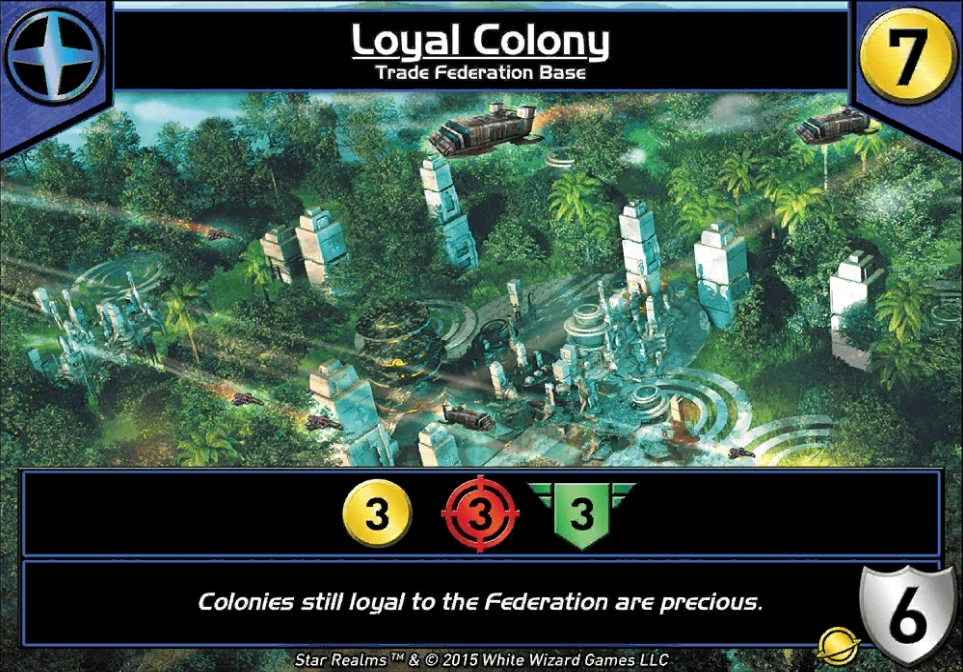 Loyal Colony
7
Trade Federation Base
3 3 3
Colonies still loyal to the Federation are precious.
6
Star Realms™ & © 2015 White Wizard Games LLC